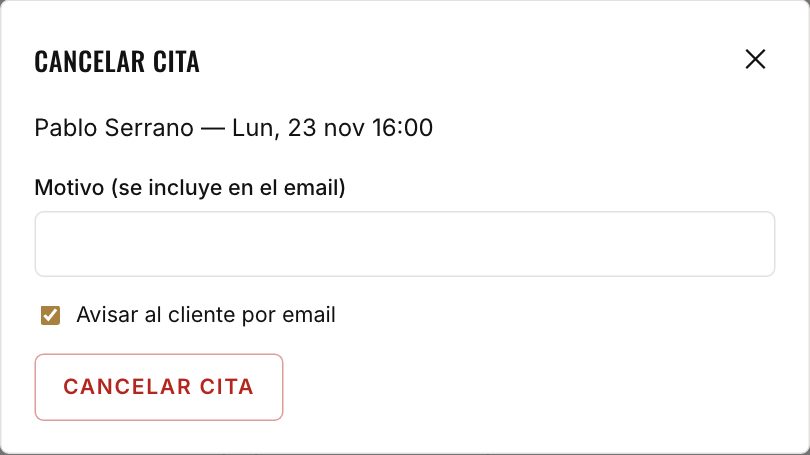 CANCELAR CITA
Pablo Serrano — Lun, 23 nov 16:00
Motivo (se incluye en el email)
Avisar al cliente por email
CANCELAR CITA